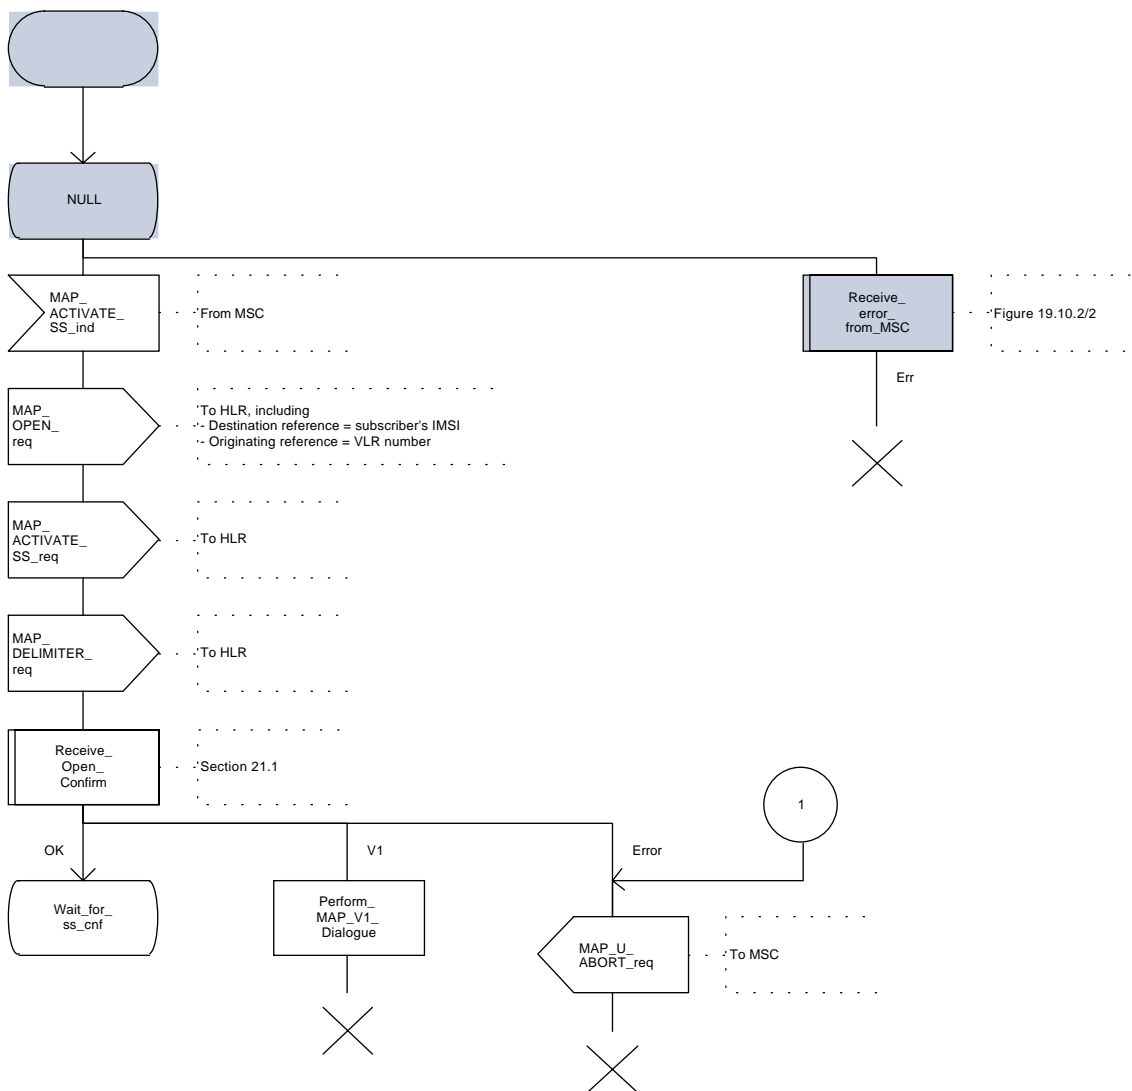 NULL
MAP_
ACTIVATE_
SS_ind
From MSC
Receive_
error_
from_MSC
Figure 19.10.2/2
Err
MAP_
OPEN_
req
To HLR, including
- Destination reference = subscriber's IMSI
- Originating reference = VLR number
MAP_
ACTIVATE_
SS_req
To HLR
MAP_
DELIMITER_
req
To HLR
Receive_
Open_
Confirm
Section 21.1
1
OK
V1
Error
Wait_for_
ss_cnf
Perform_
MAP_V1_
Dialogue
MAP_U_
ABORT_req
To MSC